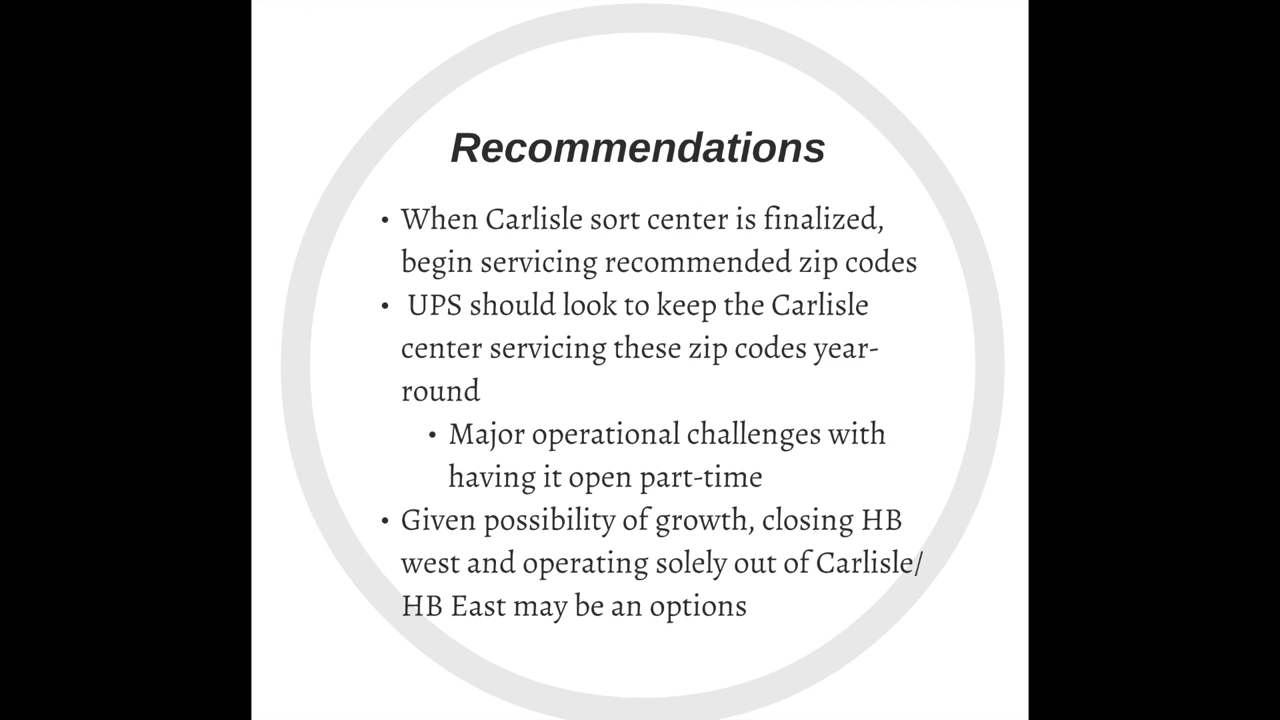 Recommendations
• When Carlisle sort center is finalized,
begin servicing recommended zip codes
• UPS should look to keep the Carlisle
center servicing these zip codes year-
round
• Major operational challenges with
having it open part-time
• Given possibility of growth, closing HB
west and operating solely out of Carlisle/
HB East may be an options